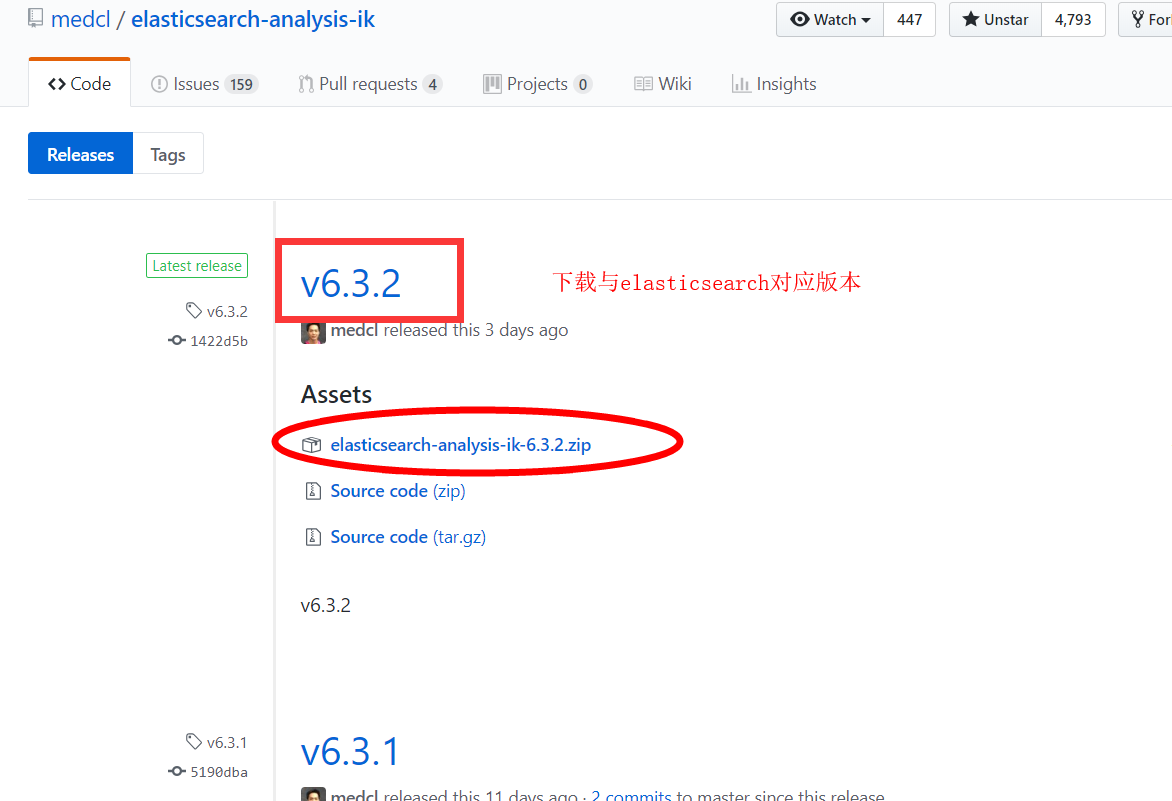 medcl / elasticsearch-analysis-ik
Watch 447 Unstar 4,793
Code Issues 159 Pull requests 4 Projects 0 Wiki Insights
Releases Tags
Latest release
v6.3.2
1422d5b
v6.3.2
下载与elasticsearch对应版本
medcl released this 3 days ago
Assets
elasticsearch-analysis-ik-6.3.2.zip
Source code (zip)
Source code (tar.gz)
v6.3.2
v6.3.1
5190dba
v6.3.1
medcl released this 11 days ago · 2 commits to master since this release